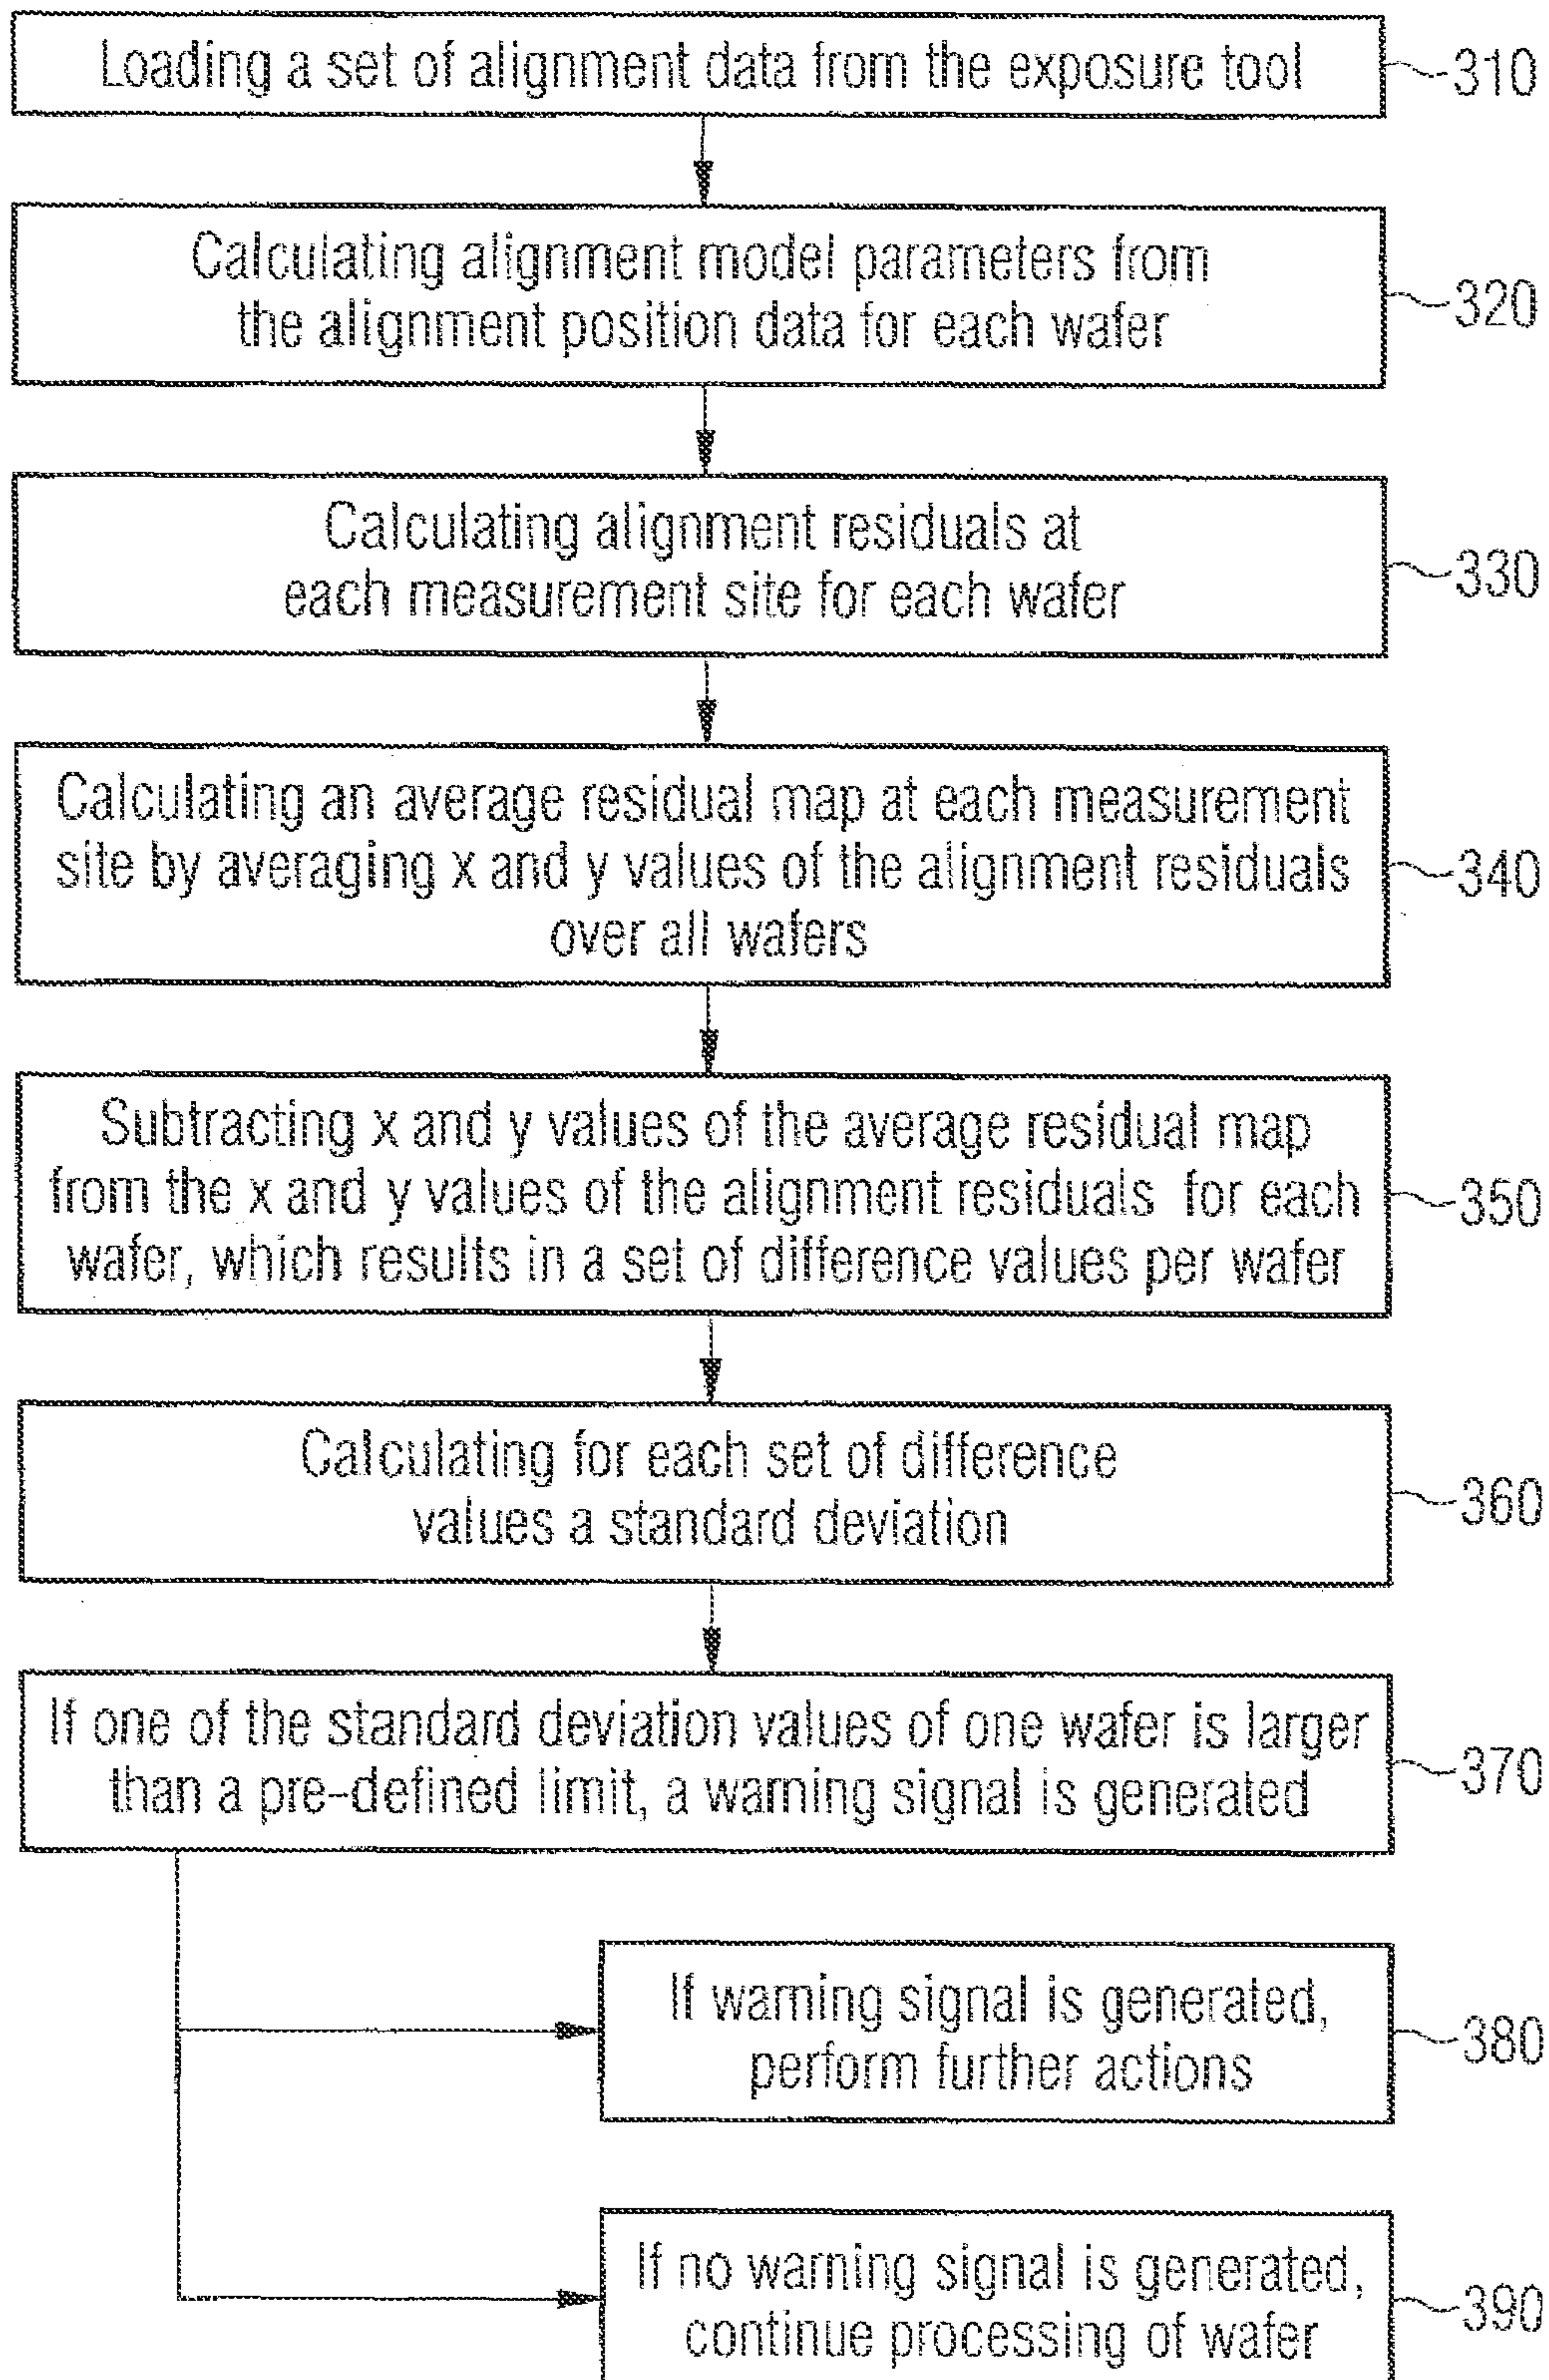 Loading a set of alignment data from the exposure tool
310
Calculating alignment model parameters from
the alignment position data for each wafer
320
Calculating alignment residuals at
each measurement site for each wafer
330
Calculating an average residual map at each measurement
site by averaging x and y values of the alignment residuals
over all wafers
340
Subtracting x and y values of the average residual map
from the x and y values of the alignment residuals for each
wafer, which results in a set of difference values per wafer
350
Calculating for each set of difference
values a standard deviation
360
If one of the standard deviation values of one wafer is larger
than a pre-defined limit, a warning signal is generated
370
If warning signal is generated,
perform further actions
380
If no warning signal is generated,
continue processing of wafer
390